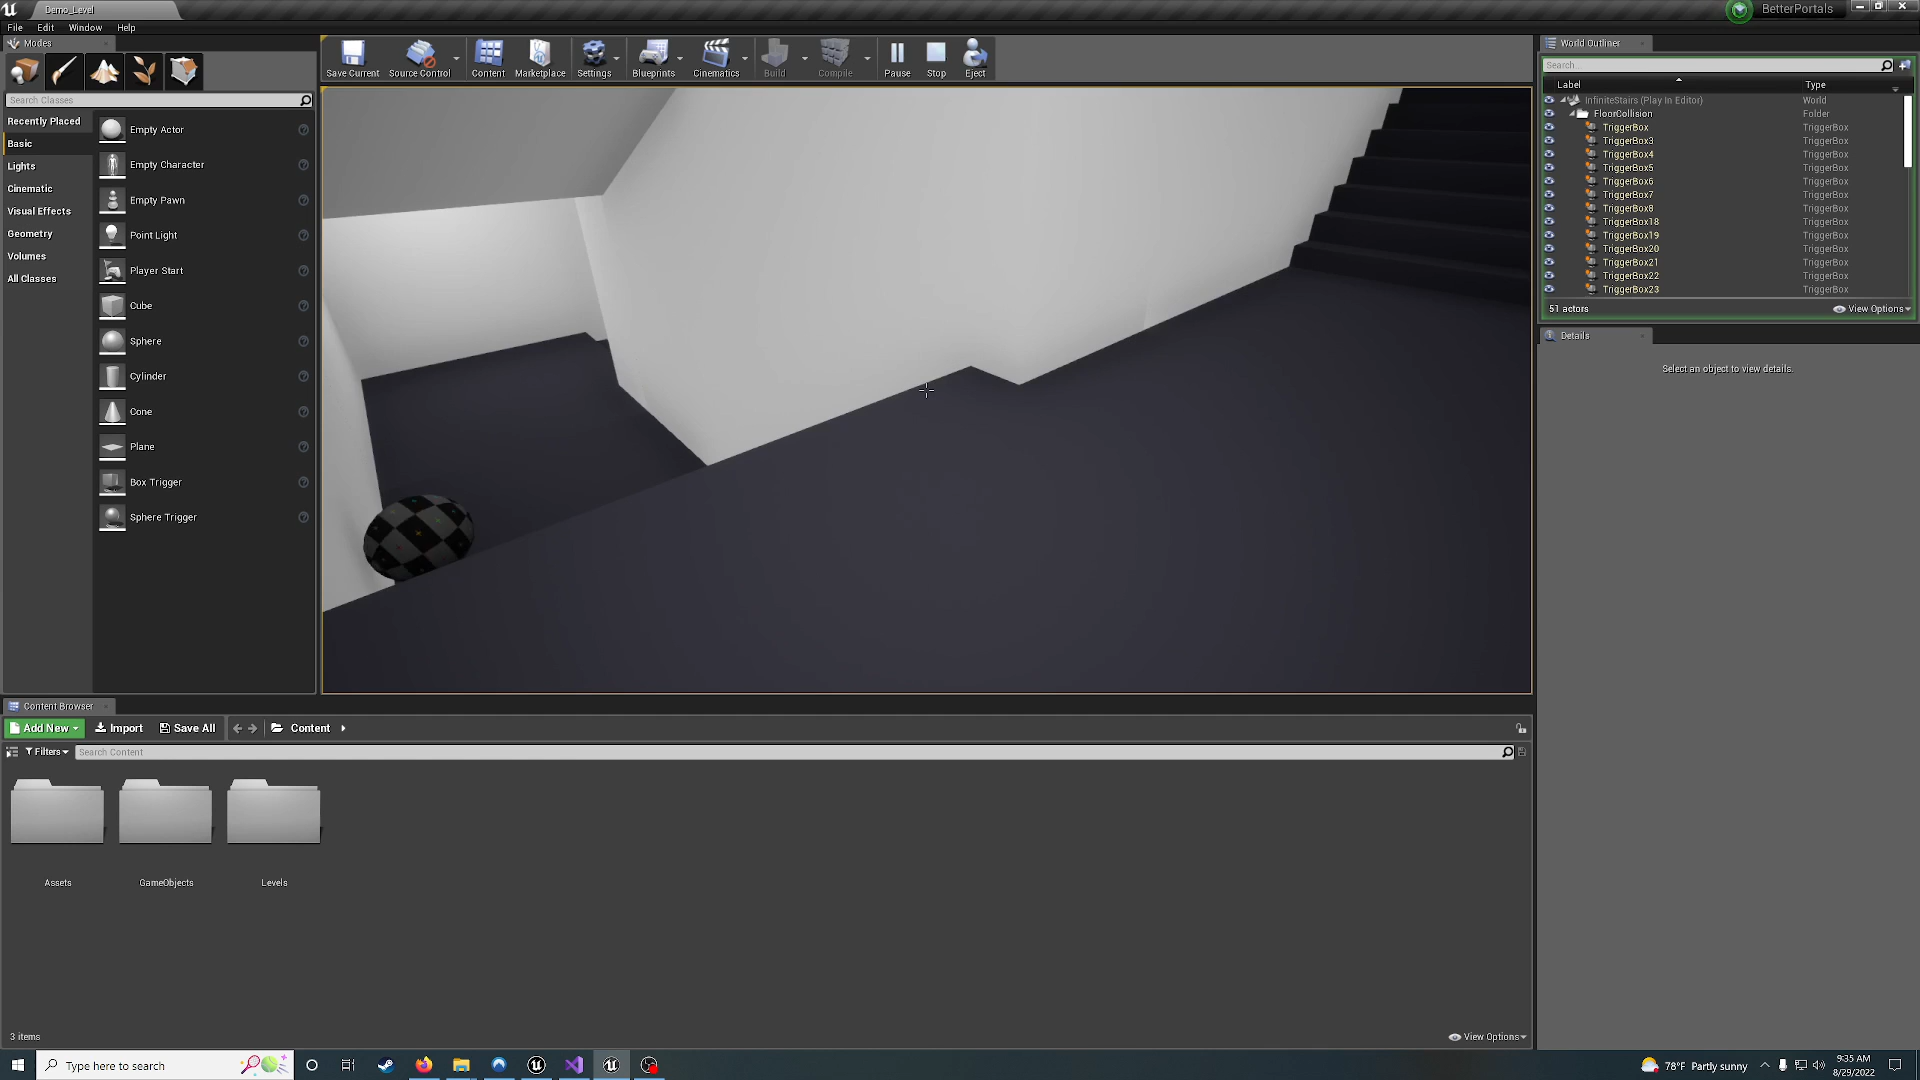 Demo_Level
BetterPortals
File Edit Window Help
Modes
Search Classes
Recently Placed
Basic
Lights
Cinematic
Visual Effects
Geometry
Volumes
All Classes
Empty Actor
Empty Character
Empty Pawn
Point Light
Player Start
Cube
Sphere
Cylinder
Cone
Plane
Box Trigger
Sphere Trigger
Save Current
Source Control
Content
Marketplace
Settings
Blueprints
Cinematics
Build
Compile
Pause
Stop
Eject
World Outliner
Search...
Label Type
InfiniteStairs (Play In Editor) World
FloorCollision Folder
TriggerBox TriggerBox
TriggerBox3 TriggerBox
TriggerBox4 TriggerBox
TriggerBox5 TriggerBox
TriggerBox6 TriggerBox
TriggerBox7 TriggerBox
TriggerBox8 TriggerBox
TriggerBox18 TriggerBox
TriggerBox19 TriggerBox
TriggerBox20 TriggerBox
TriggerBox21 TriggerBox
TriggerBox22 TriggerBox
TriggerBox23 TriggerBox
51 actors
View Options
Details
Select an object to view details.
Content Browser
Add New Import Save All Content
Filters Search Content
Assets
GameObjects
Levels
3 items
View Options
Type here to search
78°F Partly sunny
9:35 AM
8/29/2022